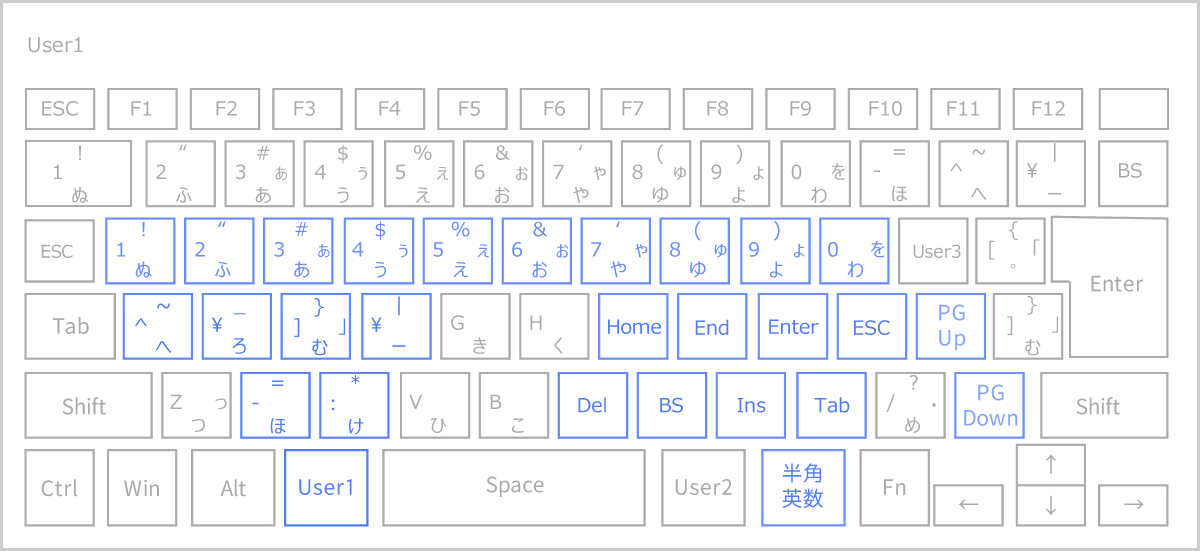 User1
ESC F1 F2 F3 F4 F5 F6 F7 F8 F9 F10 F11 F12
! “ # $ % & ‘ ( ) = ~ |
1 2 3 ぁ 4 ぅ 5 ぇ 6 ぉ 7 ゃ 8 ゅ 9 ょ 0 を - ^ ¥ BS
ぬ ふ あ う え お や ゆ よ わ ほ へ ー
! “ # $ % & ‘ ( ) {
ESC 1 2 3 ぁ 4 ぅ 5 ぇ 6 ぉ 7 ゃ 8 ゅ 9 ょ 0 を User3 [ 「
ぬ ふ あ う え お や ゆ よ わ ゜
Enter
~ _ } | PG }
Tab ^ ¥ ] 」 ¥ G H Home End Enter ESC Up ] 」
へ ろ む ー き く む
= * ? PG
Shift Z っ - : V B Del BS Ins Tab / ・ Down Shift
つ ほ け ひ こ め
半角 ↑
Ctrl Win Alt User1 Space User2 英数 Fn
← ↓ →